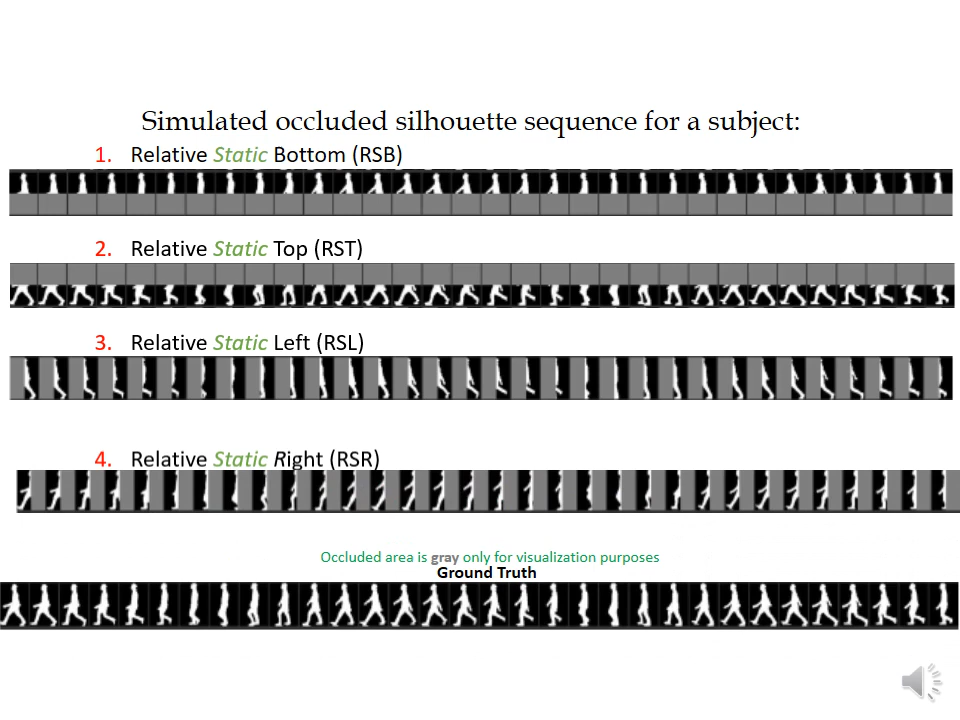 Simulated occluded silhouette sequence for a subject:
1. Relative Static Bottom (RSB)
2. Relative Static Top (RST)
3. Relative Static Left (RSL)
4. Relative Static Right (RSR)
Occluded area is gray only for visualization purposes
Ground Truth